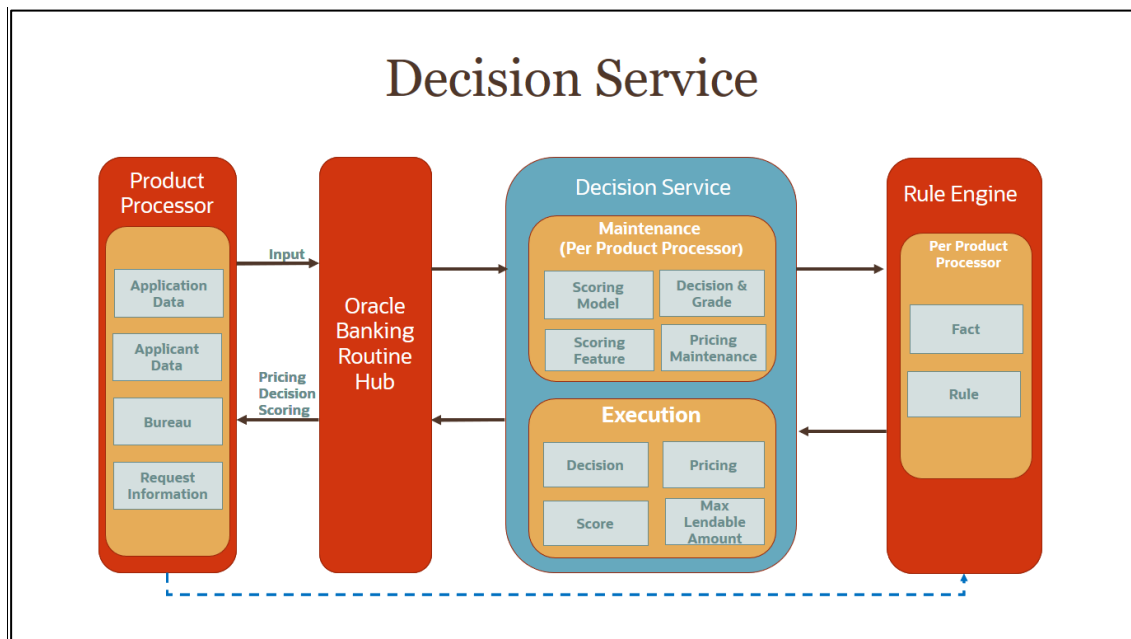 Decision Service
Product
Processor
Application
Data
Applicant
Data
Bureau
Request
Information
Input
Pricing
Decision
Scoring
Oracle
Banking
Routine
Hub
Decision Service
Maintenance
(Per Product Processor)
Scoring
Model
Decision &
Grade
Scoring
Feature
Pricing
Maintenance
Execution
Decision
Pricing
Score
Max
Lendable
Amount
Rule Engine
Per Product
Processor
Fact
Rule